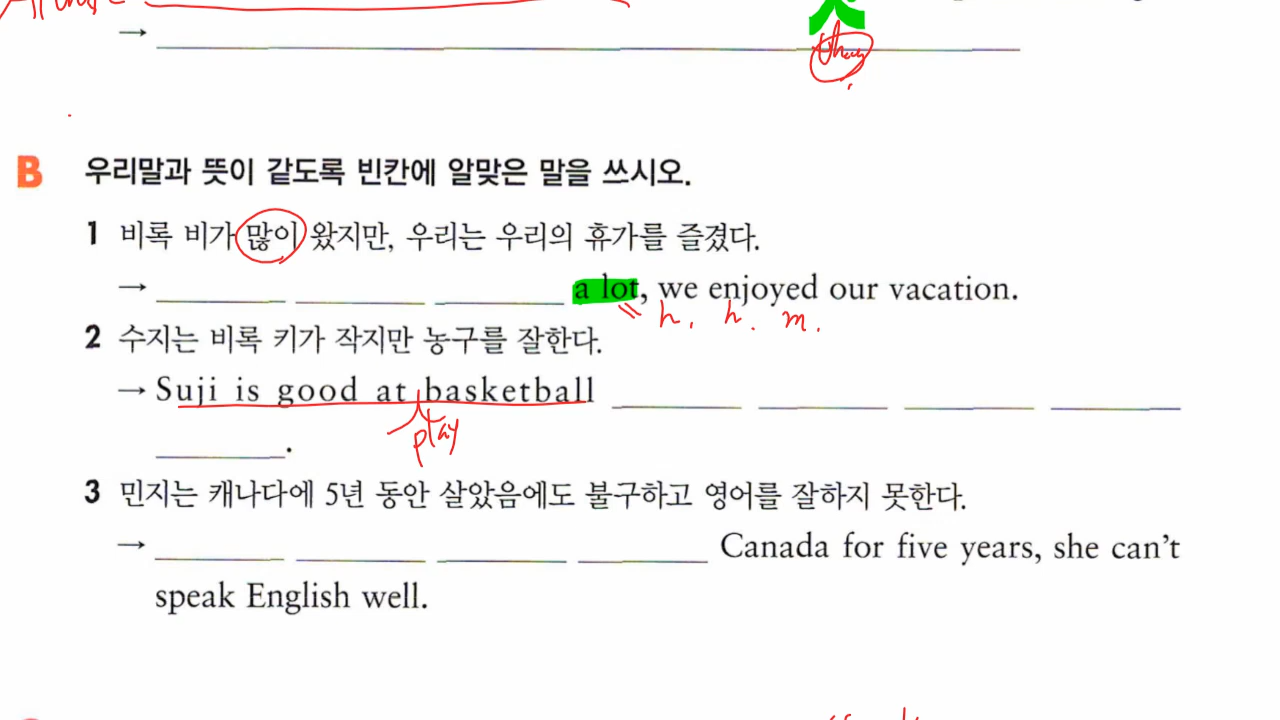 →
B 우리말과 뜻이 같도록 빈칸에 알맞은 말을 쓰시오.
1 비록 비가 많이 왔지만, 우리는 우리의 휴가를 즐겼다.
→ ________ ________ ________ a lot, we enjoyed our vacation.
h. h. m.
2 수지는 비록 키가 작지만 농구를 잘한다.
→ Suji is good at basketball ________ ________ ________ ________
play
________.
3 민지는 캐나다에 5년 동안 살았음에도 불구하고 영어를 잘하지 못한다.
→ ________ ________ ________ ________ Canada for five years, she can't
speak English well.